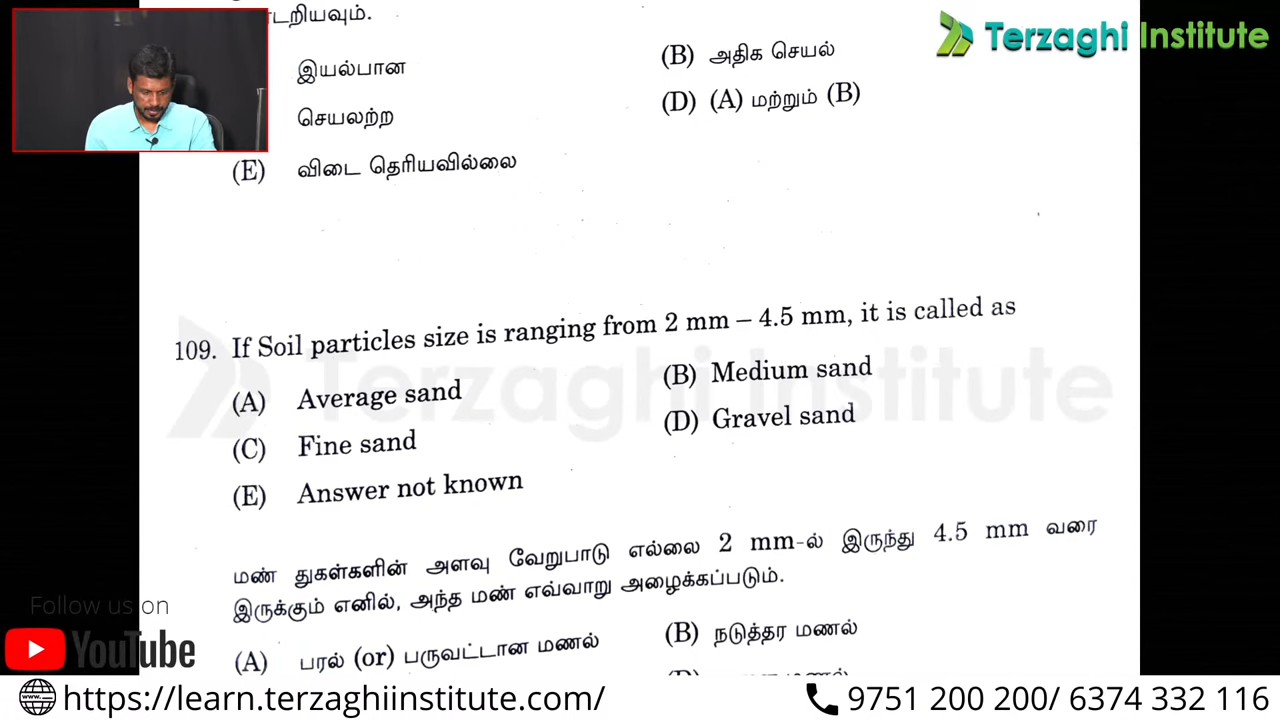 டறியவும்.
Terzaghi Institute
இயல்பான
(B) அதிக செயல்
செயலற்ற
(D) (A) மற்றும் (B)
(E) விடை தெரியவில்லை
109. If Soil particles size is ranging from 2 mm – 4.5 mm, it is called as
(A) Average sand
(B) Medium sand
(C) Fine sand
(D) Gravel sand
(E) Answer not known
Terzaghi Institute
மண் துகள்களின் அளவு வேறுபாடு எல்லை 2 mm-ல் இருந்து 4.5 mm வரை
இருக்கும் எனில், அந்த மண் எவ்வாறு அழைக்கப்படும்.
(A) பரல் (or) பருவட்டான மணல்
(B) நடுத்தர மணல்
Follow us on
YouTube
https://learn.terzaghiinstitute.com/
9751 200 200/ 6374 332 116